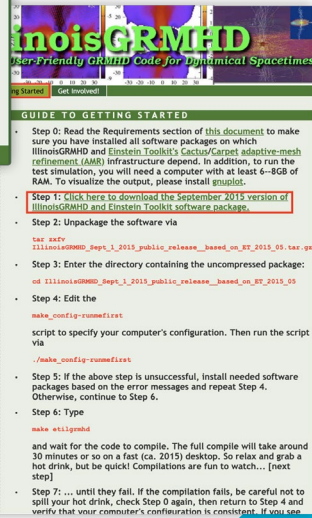 inoisGRMHD
User-Friendly GRMHD Code for Dynamical Spacetimes
ng Started Get Involved!
GUIDE TO GETTING STARTED
Step 0: Read the Requirements section of this document to make
sure you have installed all software packages on which
IllinoisGRMHD and Einstein Toolkit's Cactus/Carpet adaptive-mesh
refinement (AMR) infrastructure depend. In addition, to run the
test simulation, you will need a computer with at least 6--8GB of
RAM. To visualize the output, please install gnuplot.
Step 1: Click here to download the September 2015 version of
IllinoisGRMHD and Einstein Toolkit software package.
Step 2: Unpackage the software via
tar zxfv
IllinoisGRMHD_Sept_1_2015_public_release__based_on_ET_2015_05.tar.gz
Step 3: Enter the directory containing the uncompressed package:
cd IllinoisGRMHD_Sept_1_2015_public_release__based_on_ET_2015_05
Step 4: Edit the
make_config-runmefirst
script to specify your computer's configuration. Then run the script
via
./make_config-runmefirst
Step 5: If the above step is unsuccessful, install needed software
packages based on the error messages and repeat Step 4.
Otherwise, continue to Step 6.
Step 6: Type
make etilgrmhd
and wait for the code to compile. The full compile will take around
30 minutes or so on a fast (ca. 2015) desktop. So relax and grab a
hot drink, but be quick! Compilations are fun to watch... [next
step]
Step 7: ... until they fail. If the compilation fails, be careful not to
spill your hot drink, check Step 0 again, then return to Step 4 and
verify that your computer's configuration is consistent. If you see